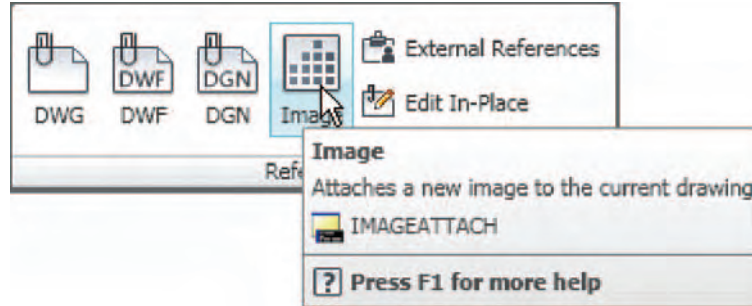 External References
DWF DGN
DWG DWF DGN Image
Edit In-Place
Refe
Image
Attaches a new image to the current drawing
IMAGEATTACH
? Press F1 for more help